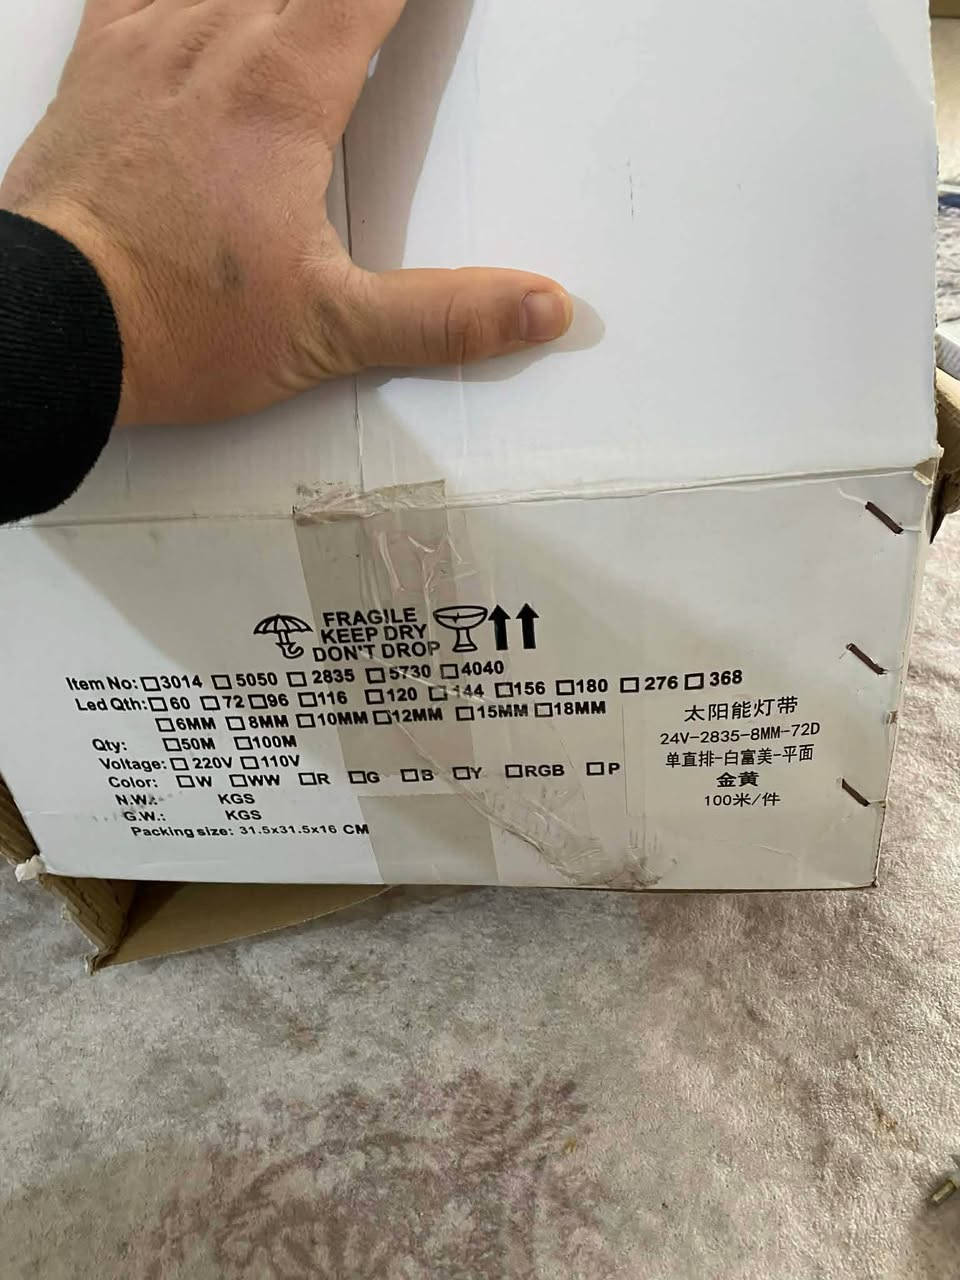 FRAGILE
KEEP DRY
DON'T DROP
Item No: □3014 □5050 □2835 □5730 □4040
Led Qth: □60 □72 □96 □116 □120 □144 □156 □180 □276 □368
□6MM □8MM □10MM □12MM □15MM □18MM
Qty: □50M □100M
Voltage: □220V □110V
Color: □W □WW □R □G □B □Y □RGB □P
N.W.: KGS
G.W.: KGS
Packing size: 31.5x31.5x16 CM
太阳能灯带
24V-2835-8MM-72D
单直排-白富美-平面
金黄
100米/件